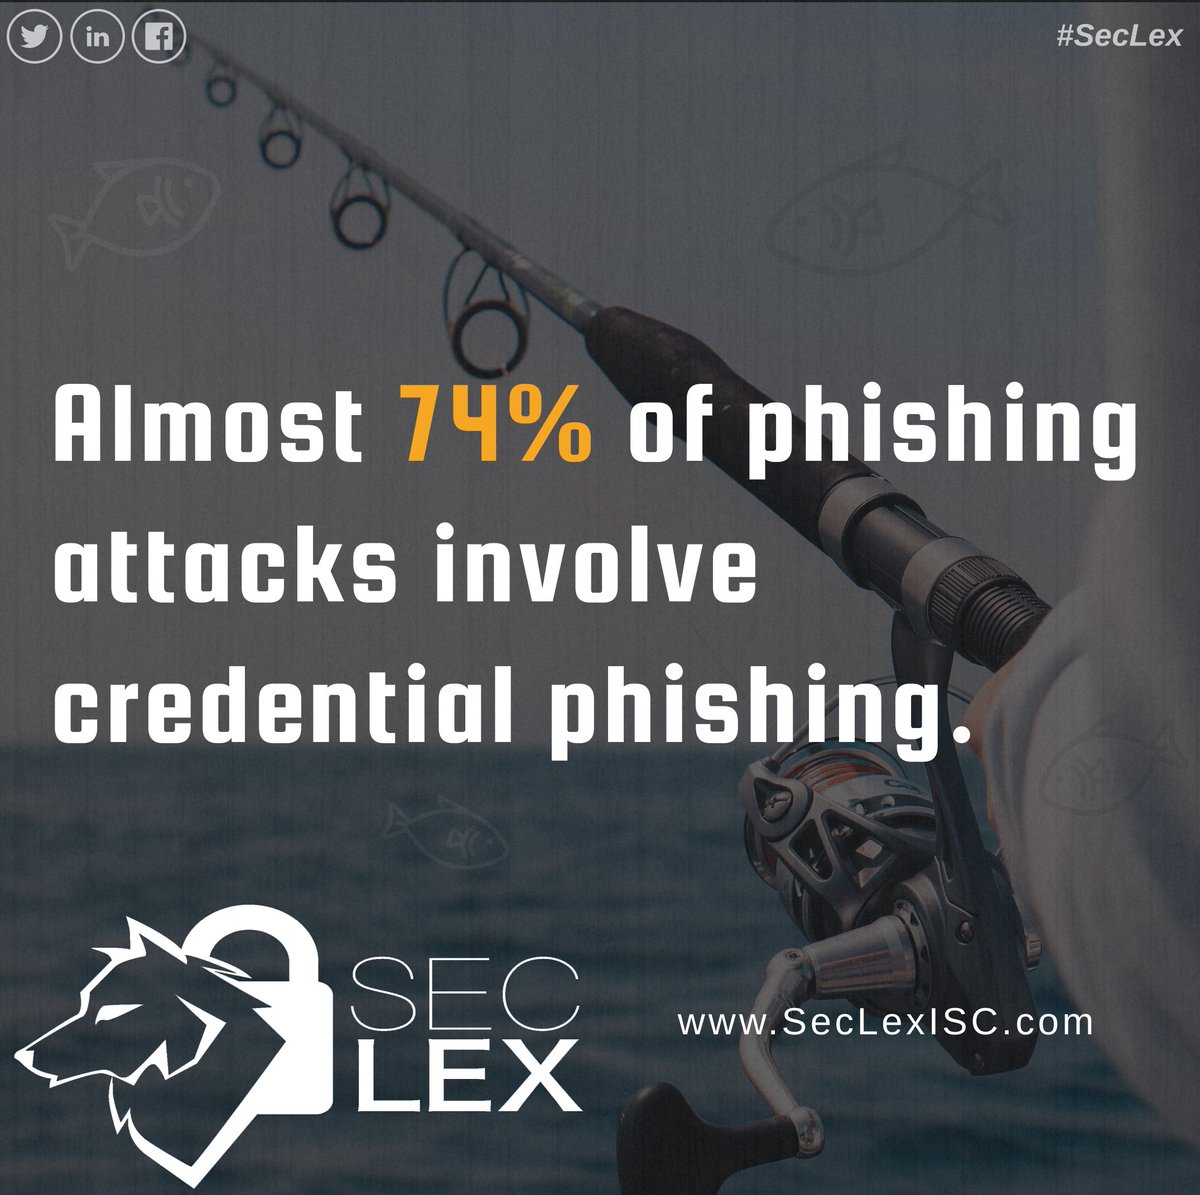 #SecLex
Almost 74% of phishing
attacks involve
credential phishing.
SEC
LEX
www.SecLexISC.com